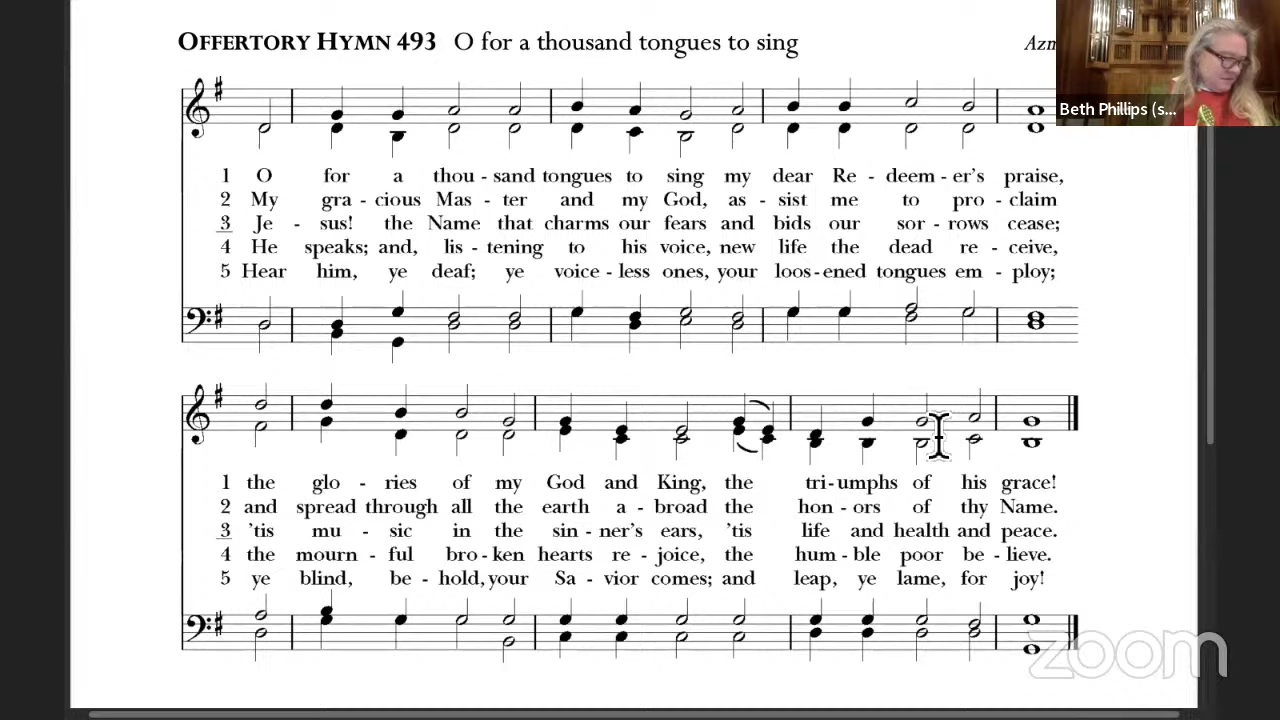 OFFERTORY HYMN 493 O for a thousand tongues to sing
Azm
Beth Phillips (s...
1 O for a thou - sand tongues to sing my dear Re - deem - er's praise,
2 My gra - cious Mas - ter and my God, as - sist me to pro - claim
3 Je - sus! the Name that charms our fears and bids our sor - rows cease;
4 He speaks; and, lis - tening to his voice, new life the dead re - ceive,
5 Hear him, ye deaf; ye voice - less ones, your loos - ened tongues em - ploy;
1 the glo - ries of my God and King, the tri - umphs of his grace!
2 and spread through all the earth a - broad the hon - ors of thy Name.
3 'tis mu - sic in the sin - ner's ears, 'tis life and health and peace.
4 the mourn - ful bro - ken hearts re - joice, the hum - ble poor be - lieve.
5 ye blind, be - hold, your Sa - vior comes; and leap, ye lame, for joy!
zoom